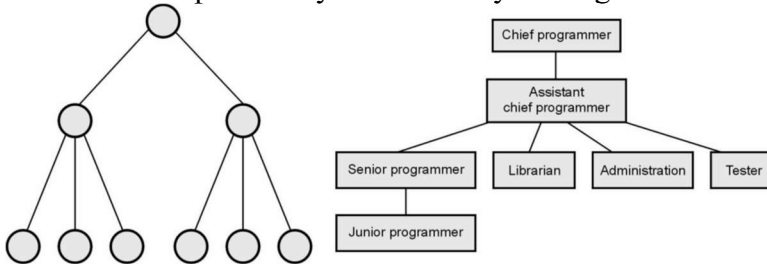 Chief programmer
Assistant
chief programmer
Senior programmer
Librarian
Administration
Tester
Junior programmer